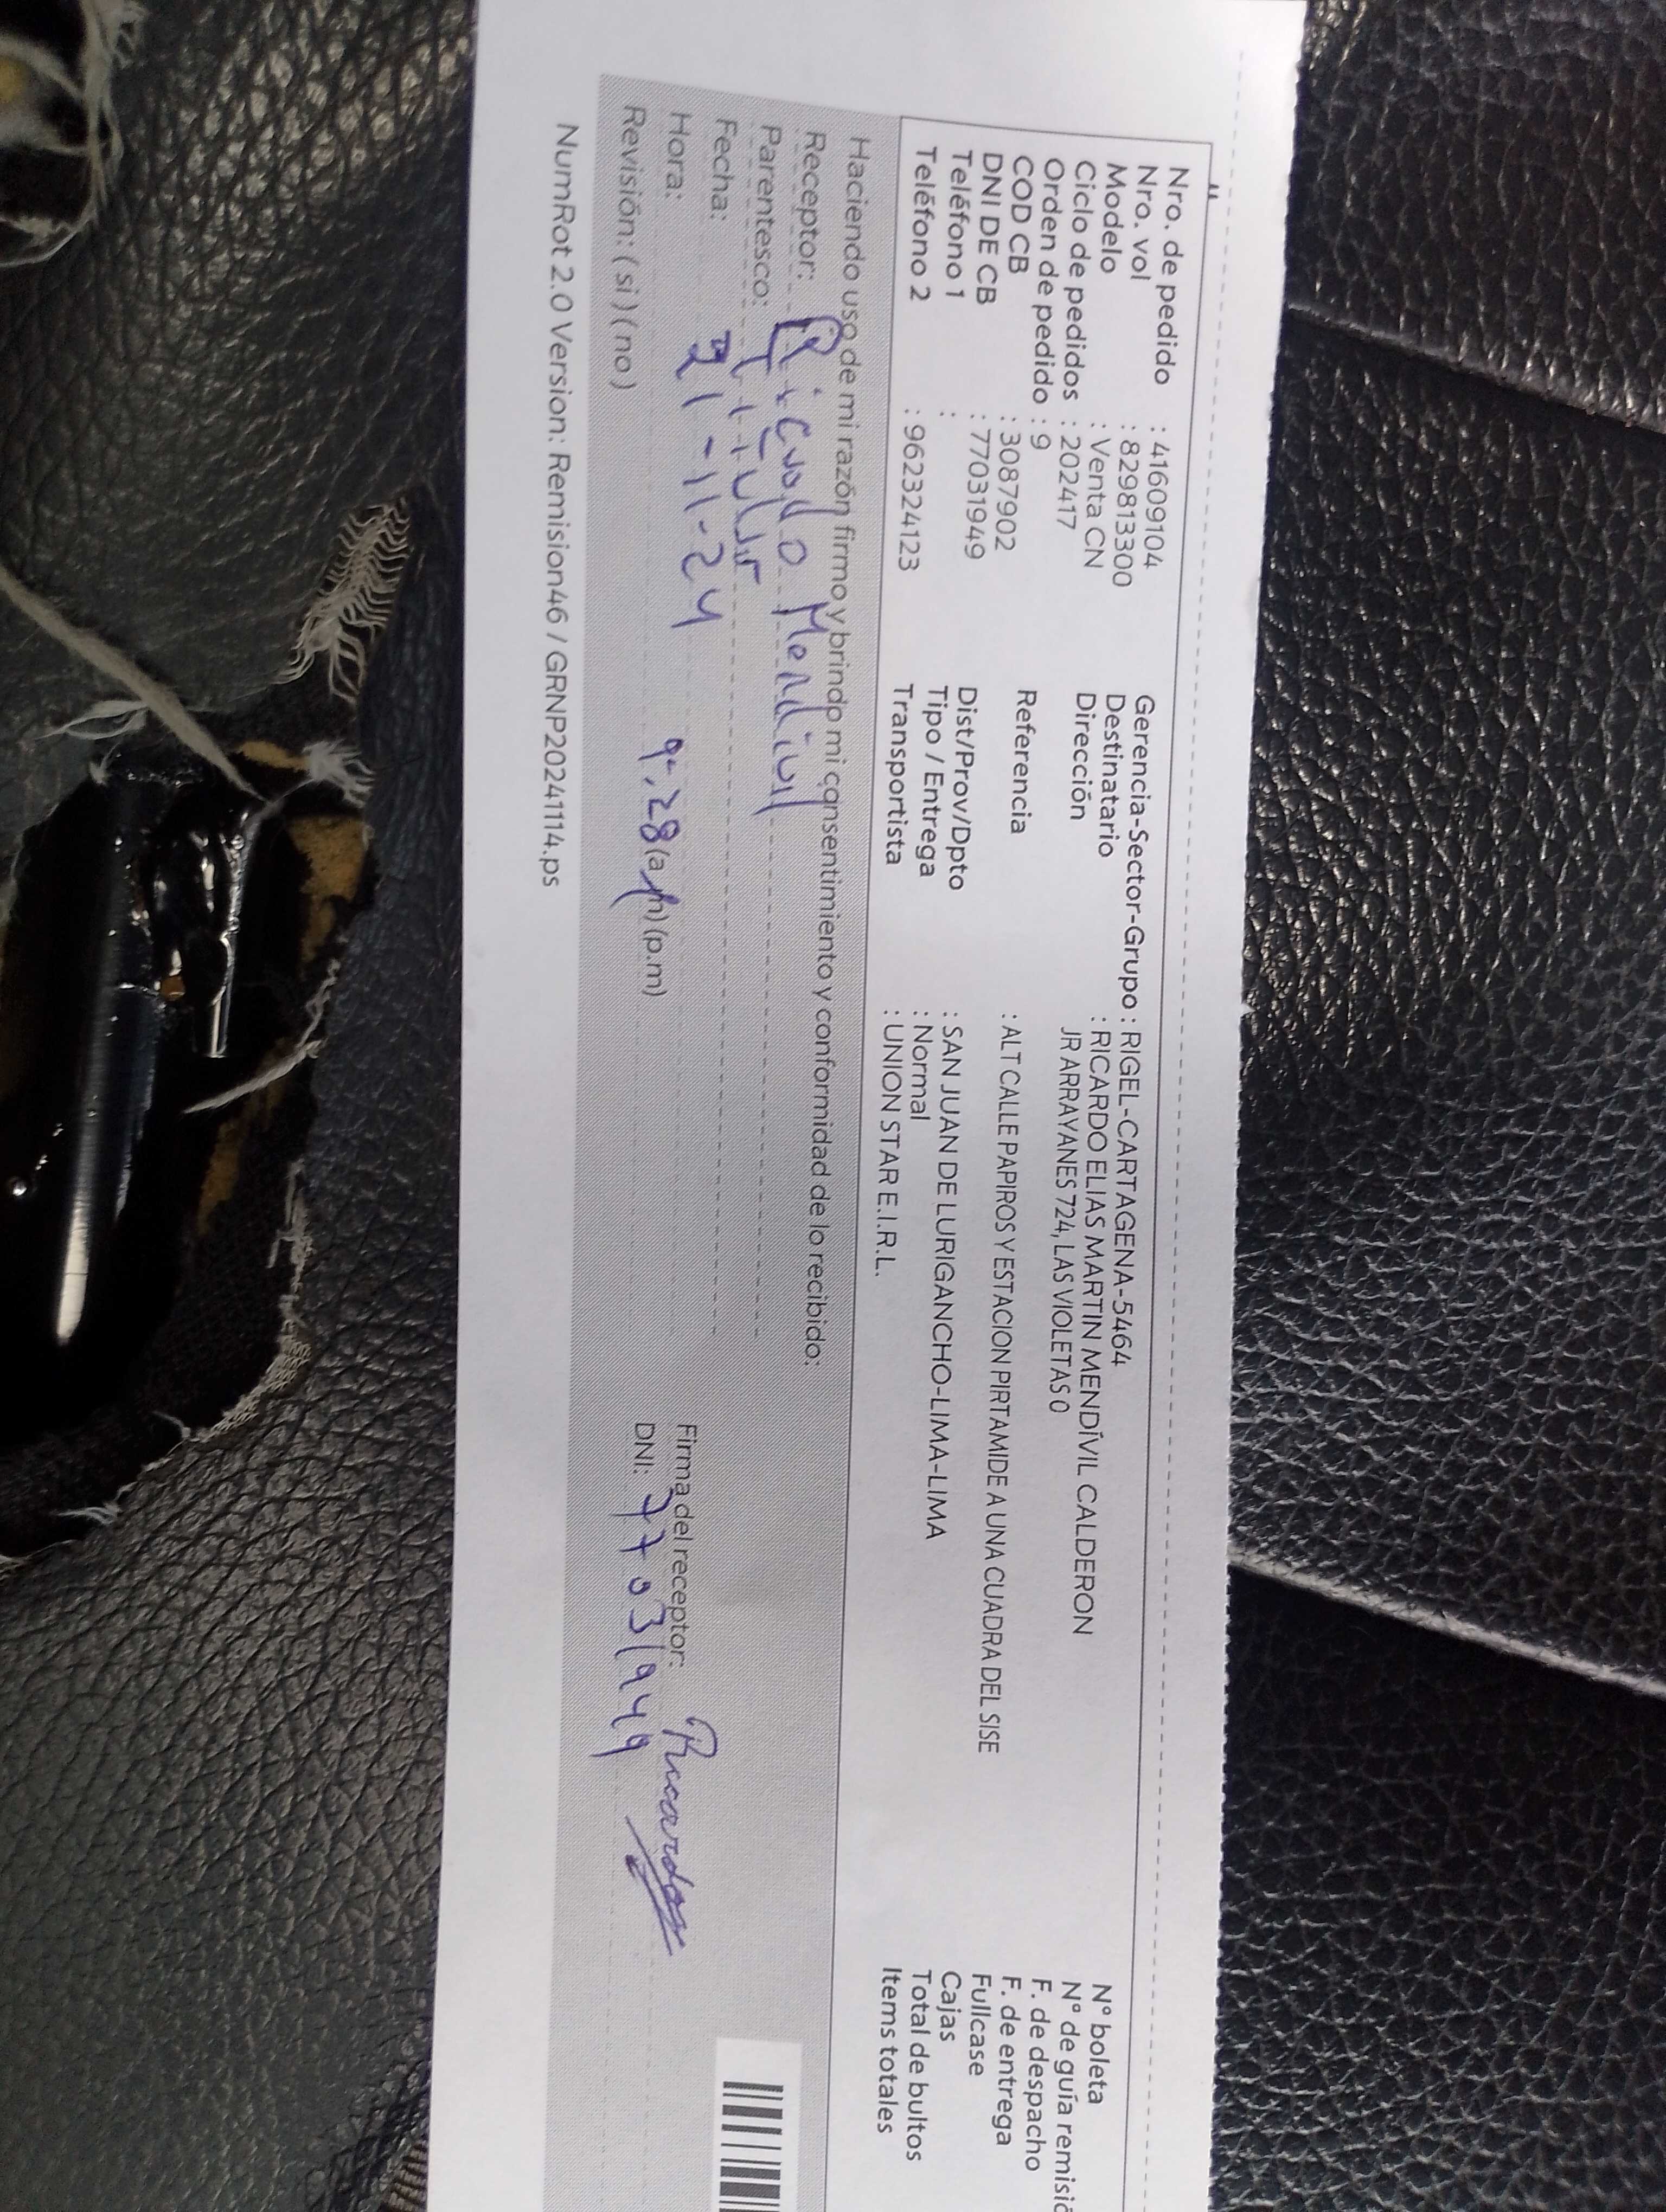 Nro. de pedido : 41609104
Nro. vol : 829813300
Modelo : Venta CN
Ciclo de pedidos : 202417
Orden de pedido : 9
COD CB : 3087902
DNI DE CB : 77031949
Teléfono 1 :
Teléfono 2 : 962324123
Gerencia-Sector-Grupo : RIGEL-CARTAGENA-5464
Destinatario : RICARDO ELIAS MARTIN MENDÍVIL CALDERON
Dirección JR ARRAYANES 724, LAS VIOLETAS 0
Referencia : ALT CALLE PAPIROS Y ESTACION PIRTAMIDE A UNA CUADRA DEL SISE
Dist/Prov/Dpto : SAN JUAN DE LURIGANCHO-LIMA-LIMA
Tipo / Entrega : Normal
Transportista : UNION STAR E.I.R.L.
N° boleta
N° de guía remisió
F. de despacho
F. de entrega
Fullcase
Cajas
Total de bultos
Items totales
Haciendo uso de mi razón firmo y brindo mi consentimiento y conformidad de lo recibido:
Receptor: Ricardo Mendivil
Parentesco: Titular
Fecha: 21-11-24
Hora: 9:28 (a.m) (p.m)
Revisión: ( si ) ( no )
Firma del receptor: Ricardo
DNI: 77031949
NumRot 2.0 Version: Remision46 / GRNP20241114.ps